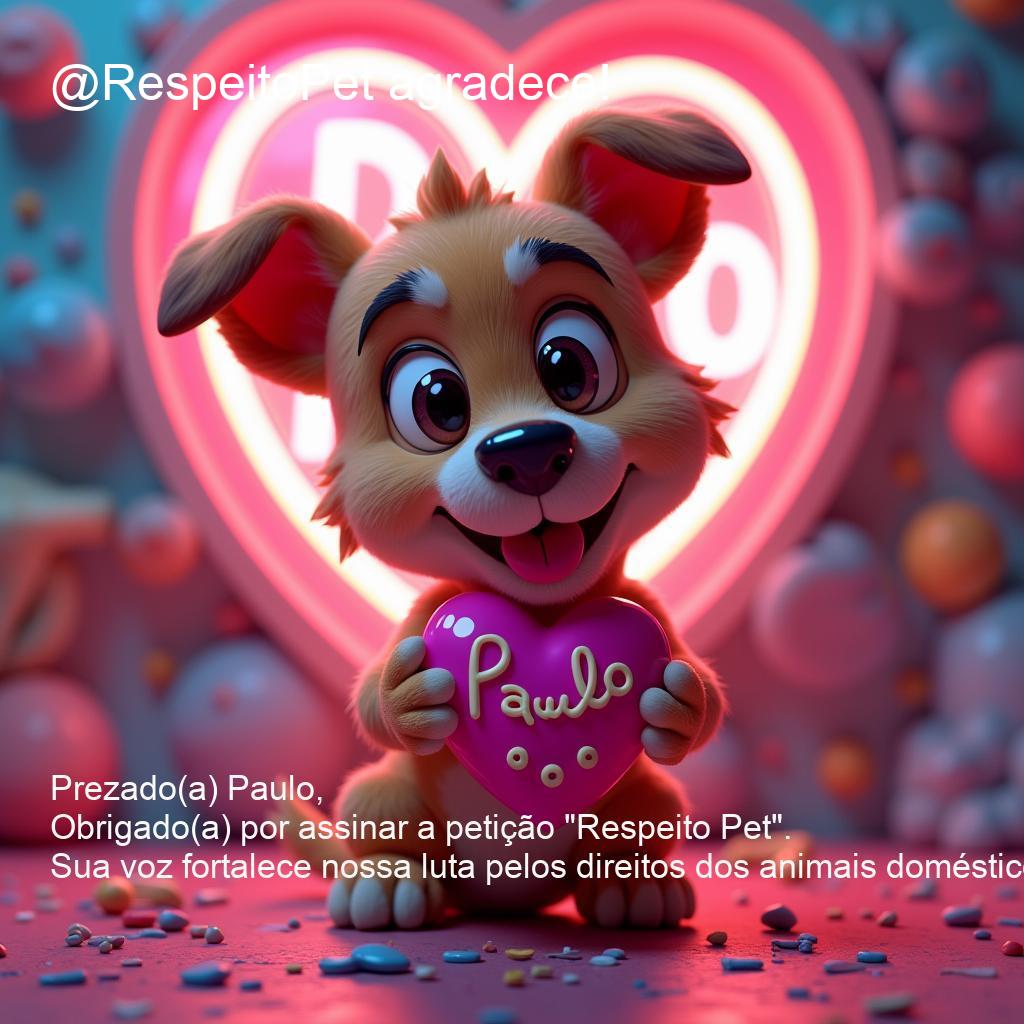 @RespeitoPet agradece!
Paulo
Prezado(a) Paulo,
Obrigado(a) por assinar a petição "Respeito Pet".
Sua voz fortalece nossa luta pelos direitos dos animais doméstic